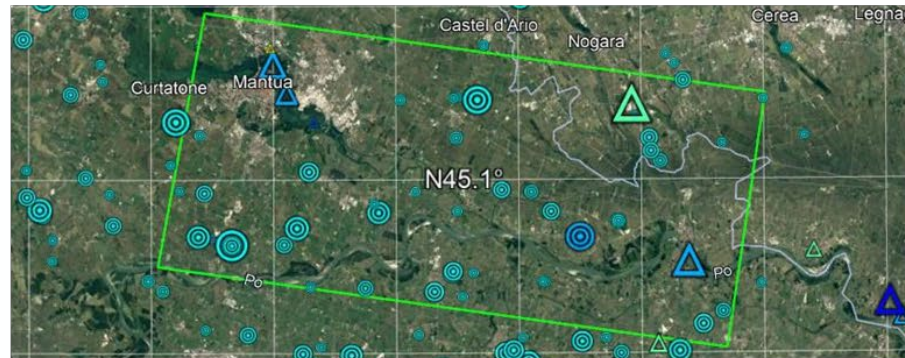 Castel d'Ario
Cerea
Legna
Nogara
Curtatone
Mantua
N45.1°
Po
Po